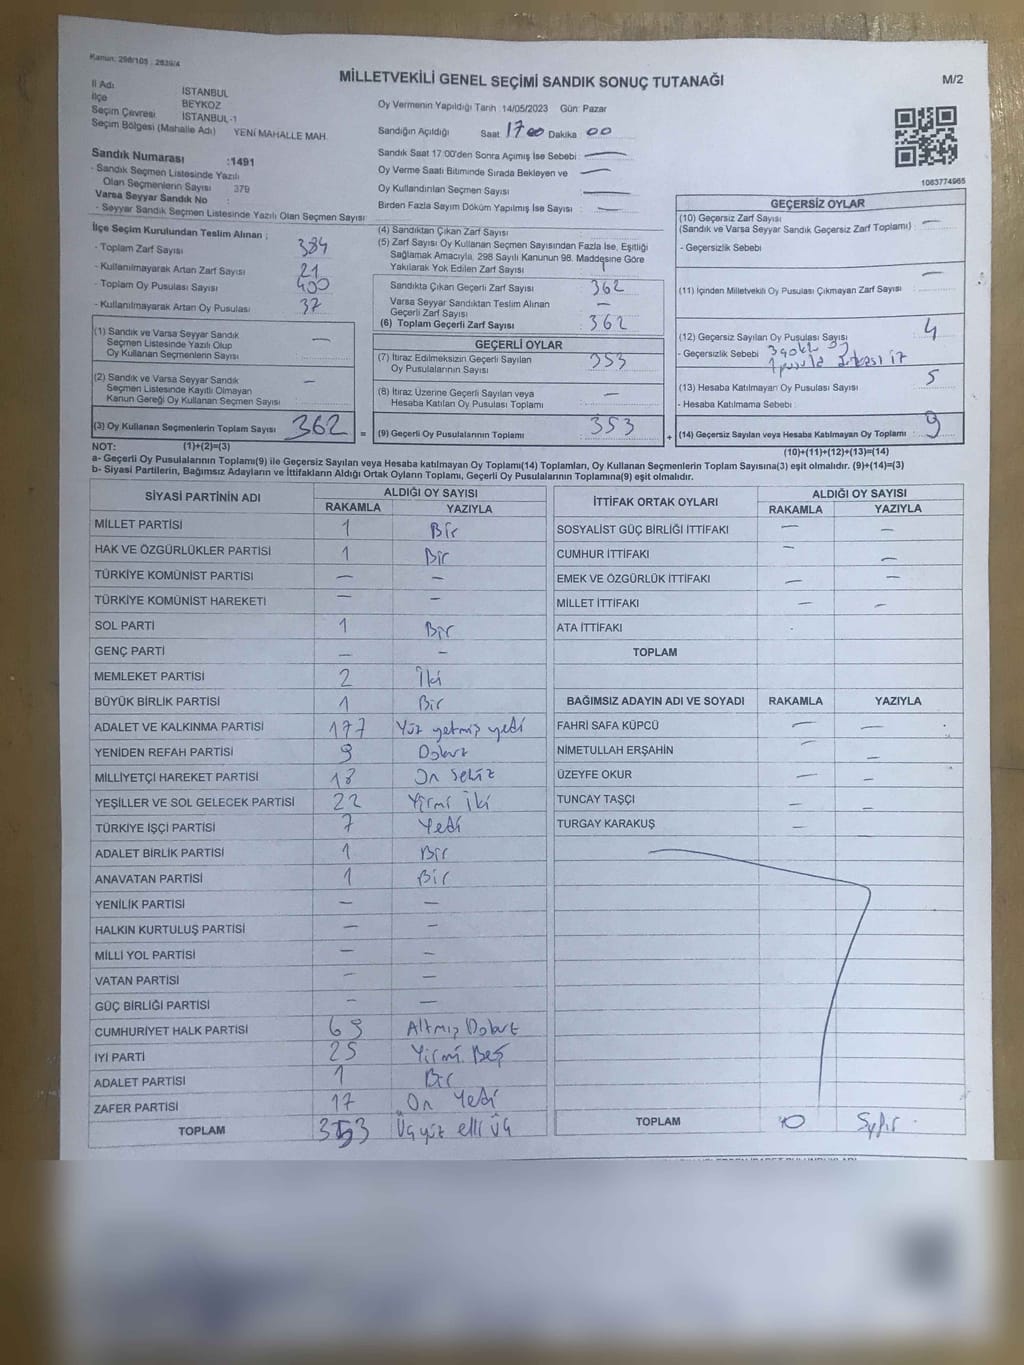 Kanun: 298/105 , 2839/4
MİLLETVEKİLİ GENEL SEÇİMİ SANDIK SONUÇ TUTANAĞI
M/2
İl Adı İSTANBUL
İlçe BEYKOZ
Seçim Çevresi İSTANBUL-1
Seçim Bölgesi (Mahalle Adı) YENİ MAHALLE MAH.
Sandık Numarası :1491
- Sandık Seçmen Listesinde Yazılı
Olan Seçmenlerin Sayısı : 379
Varsa Seyyar Sandık No :
- Seyyar Sandık Seçmen Listesinde Yazılı Olan Seçmen Sayısı
Oy Vermenin Yapıldığı Tarih :14/05/2023 Gün: Pazar
Sandığın Açıldığı Saat 17 00 Dakika 00
Sandık Saat 17:00'den Sonra Açımış İse Sebebi : —
Oy Verme Saati Bitiminde Sırada Bekleyen ve —
Oy Kullandırılan Seçmen Sayısı —
Birden Fazla Sayım Döküm Yapılmış İse Sayısı : —
1083774965
İlçe Seçim Kurulundan Teslim Alınan ;
- Toplam Zarf Sayısı 384
- Kullanılmayarak Artan Zarf Sayısı 21
- Toplam Oy Pusulası Sayısı 400
- Kullanılmayarak Artan Oy Pusulası 37
(1) Sandık ve Varsa Seyyar Sandık
Seçmen Listesinde Yazılı Olup
Oy Kullanan Seçmenlerin Sayısı : —
(2) Sandık ve Varsa Seyyar Sandık
Seçmen Listesinde Kayıtlı Olmayan
Kanun Gereği Oy Kullanan Seçmen Sayısı : —
(3) Oy Kullanan Seçmenlerin Toplam Sayısı 362 =
(4) Sandıktan Çıkan Zarf Sayısı
(5) Zarf Sayısı Oy Kullanan Seçmen Sayısından Fazla İse, Eşitliği
Sağlamak Amacıyla, 298 Sayılı Kanunun 98. Maddesine Göre
Yakılarak Yok Edilen Zarf Sayısı
Sandıkta Çıkan Geçerli Zarf Sayısı 362
Varsa Seyyar Sandıktan Teslim Alınan
Geçerli Zarf Sayısı —
(6) Toplam Geçerli Zarf Sayısı 362
GEÇERLİ OYLAR
(7) İtiraz Edilmeksizin Geçerli Sayılan
Oy Pusulalarının Sayısı 353
(8) İtiraz Üzerine Geçerli Sayılan veya
Hesaba Katılan Oy Pusulası Toplamı —
(9) Geçerli Oy Pusulalarının Toplamı 353 +
GEÇERSİZ OYLAR
(10) Geçersiz Zarf Sayısı
(Sandık ve Varsa Seyyar Sandık Geçersiz Zarf Toplamı) : —
- Geçersizlik Sebebi
(11) İçinden Milletvekili Oy Pusulası Çıkmayan Zarf Sayısı —
(12) Geçersiz Sayılan Oy Pusulası Sayısı 4
- Geçersizlik Sebebi
(13) Hesaba Katılmayan Oy Pusulası Sayısı 5
- Hesaba Katılmama Sebebi :
(14) Geçersiz Sayılan veya Hesaba Katılmayan Oy Toplamı : 9
NOT: (1)+(2)=(3) (10)+(11)+(12)+(13)=(14)
a- Geçerli Oy Pusulalarının Toplamı(9) ile Geçersiz Sayılan veya Hesaba katılmayan Oy Toplamı(14) Toplamları, Oy Kullanan Seçmenlerin Toplam Sayısına(3) eşit olmalıdır. (9)+(14)=(3)
b- Siyasi Partilerin, Bağımsız Adayların ve İttifakların Aldığı Ortak Oyların Toplamı, Geçerli Oy Pusulalarının Toplamına(9) eşit olmalıdır.
SİYASİ PARTİNİN ADI ALDIĞI OY SAYISI
RAKAMLA YAZIYLA
MİLLET PARTİSİ 1 Bir
HAK VE ÖZGÜRLÜKLER PARTİSİ 1 Bir
TÜRKİYE KOMÜNİST PARTİSİ — —
TÜRKİYE KOMÜNİST HAREKETİ — —
SOL PARTİ 1 Bir
GENÇ PARTİ — —
MEMLEKET PARTİSİ 2 İki
BÜYÜK BİRLİK PARTİSİ 1 Bir
ADALET VE KALKINMA PARTİSİ 177 Yüz yetmiş yedi
YENİDEN REFAH PARTİSİ 9 Dokuz
MİLLİYETÇİ HAREKET PARTİSİ 18 On Sekiz
YEŞİLLER VE SOL GELECEK PARTİSİ 22 Yirmi iki
TÜRKİYE İŞÇİ PARTİSİ 7 Yedi
ADALET BİRLİK PARTİSİ 1 Bir
ANAVATAN PARTİSİ 1 Bir
YENİLİK PARTİSİ — —
HALKIN KURTULUŞ PARTİSİ — —
MİLLİ YOL PARTİSİ — —
VATAN PARTİSİ — —
GÜÇ BİRLİĞİ PARTİSİ — —
CUMHURİYET HALK PARTİSİ 69 Altmış Dokuz
İYİ PARTİ 25 Yirmi Beş
ADALET PARTİSİ 1 Bir
ZAFER PARTİSİ 17 On Yedi
TOPLAM 353 Üçyüz elli üç
İTTİFAK ORTAK OYLARI ALDIĞI OY SAYISI
RAKAMLA YAZIYLA
SOSYALİST GÜÇ BİRLİĞİ İTTİFAKI — —
CUMHUR İTTİFAKI — —
EMEK VE ÖZGÜRLÜK İTTİFAKI — —
MİLLET İTTİFAKI — —
ATA İTTİFAKI
TOPLAM
BAĞIMSIZ ADAYIN ADI VE SOYADI RAKAMLA YAZIYLA
FAHRİ SAFA KÜPCÜ — —
NİMETULLAH ERŞAHİN — —
ÜZEYFE OKUR — —
TUNCAY TAŞÇI — —
TURGAY KARAKUŞ —
TOPLAM 0 Sıfır